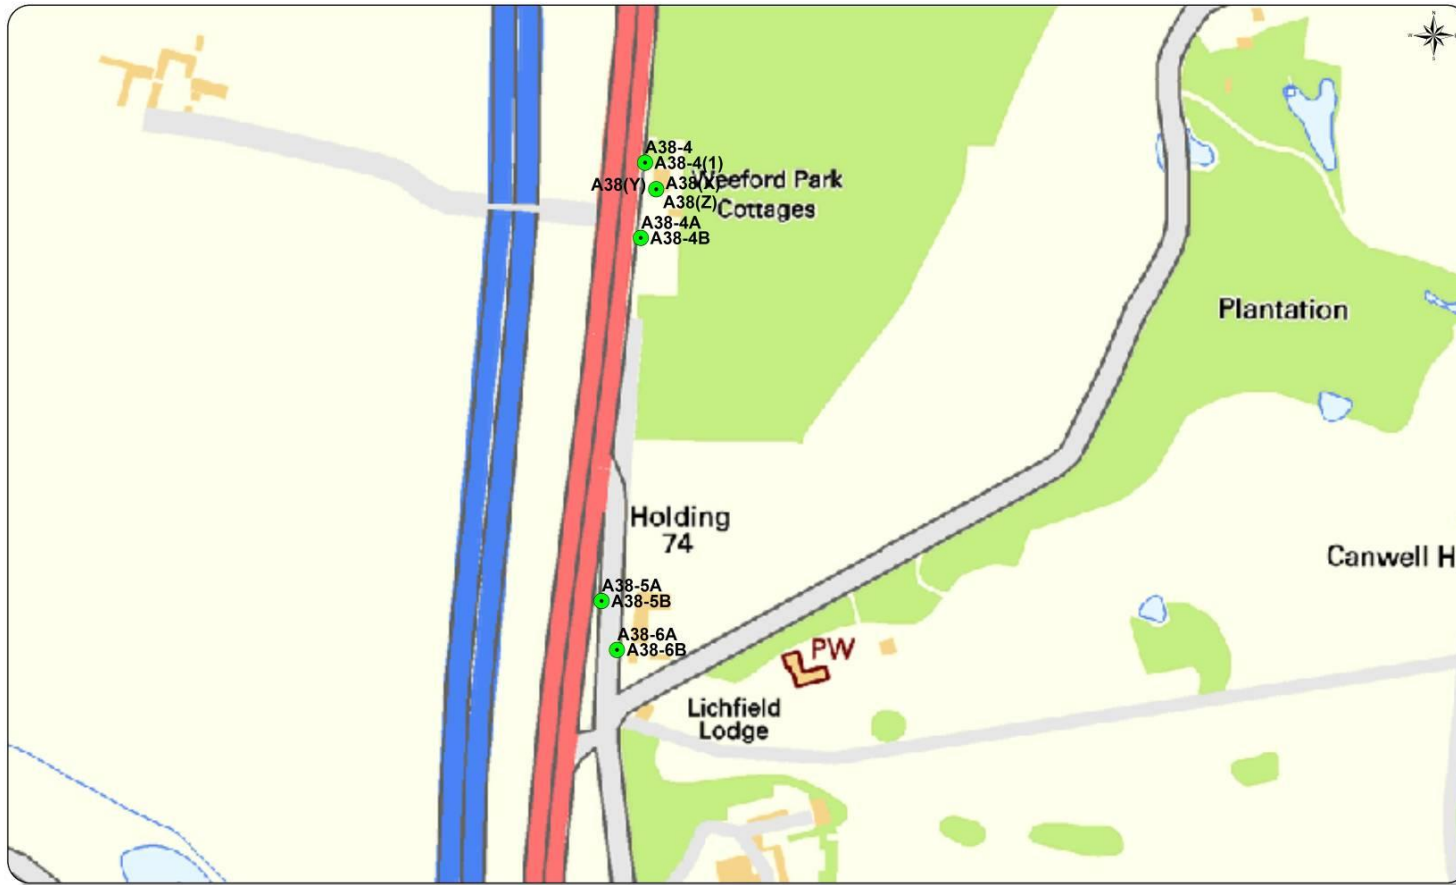 N
A38-4
A38-4(1)
A38(Y)
A38(X)
A38(Z)
Weeford Park
Cottages
A38-4A
A38-4B
Plantation
Holding
74
Canwell H
A38-5A
A38-5B
A38-6A
A38-6B
PW
Lichfield
Lodge